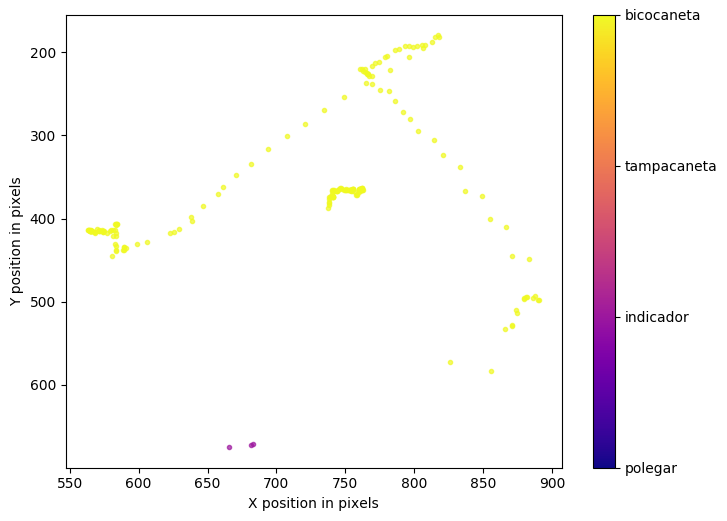 200
300
400
500
600
Y position in pixels
550
600
650
700
750
800
850
900
X position in pixels
bicocaneta
tampacaneta
indicador
polegar